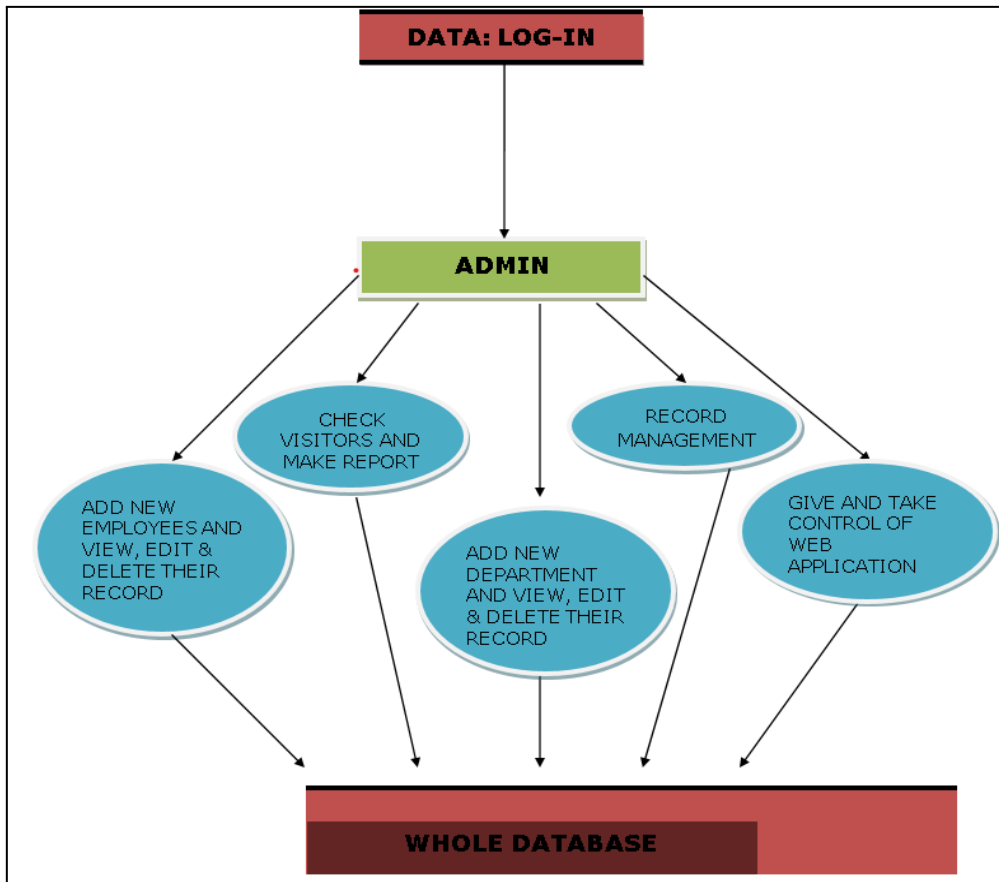 DATA: LOG-IN
ADMIN
CHECK
VISITORS AND
MAKE REPORT
RECORD
MANAGEMENT
ADD NEW
EMPLOYEES AND
VIEW, EDIT &
DELETE THEIR
RECORD
ADD NEW
DEPARTMENT
AND VIEW, EDIT
& DELETE THEIR
RECORD
GIVE AND TAKE
CONTROL OF
WEB
APPLICATION
WHOLE DATABASE